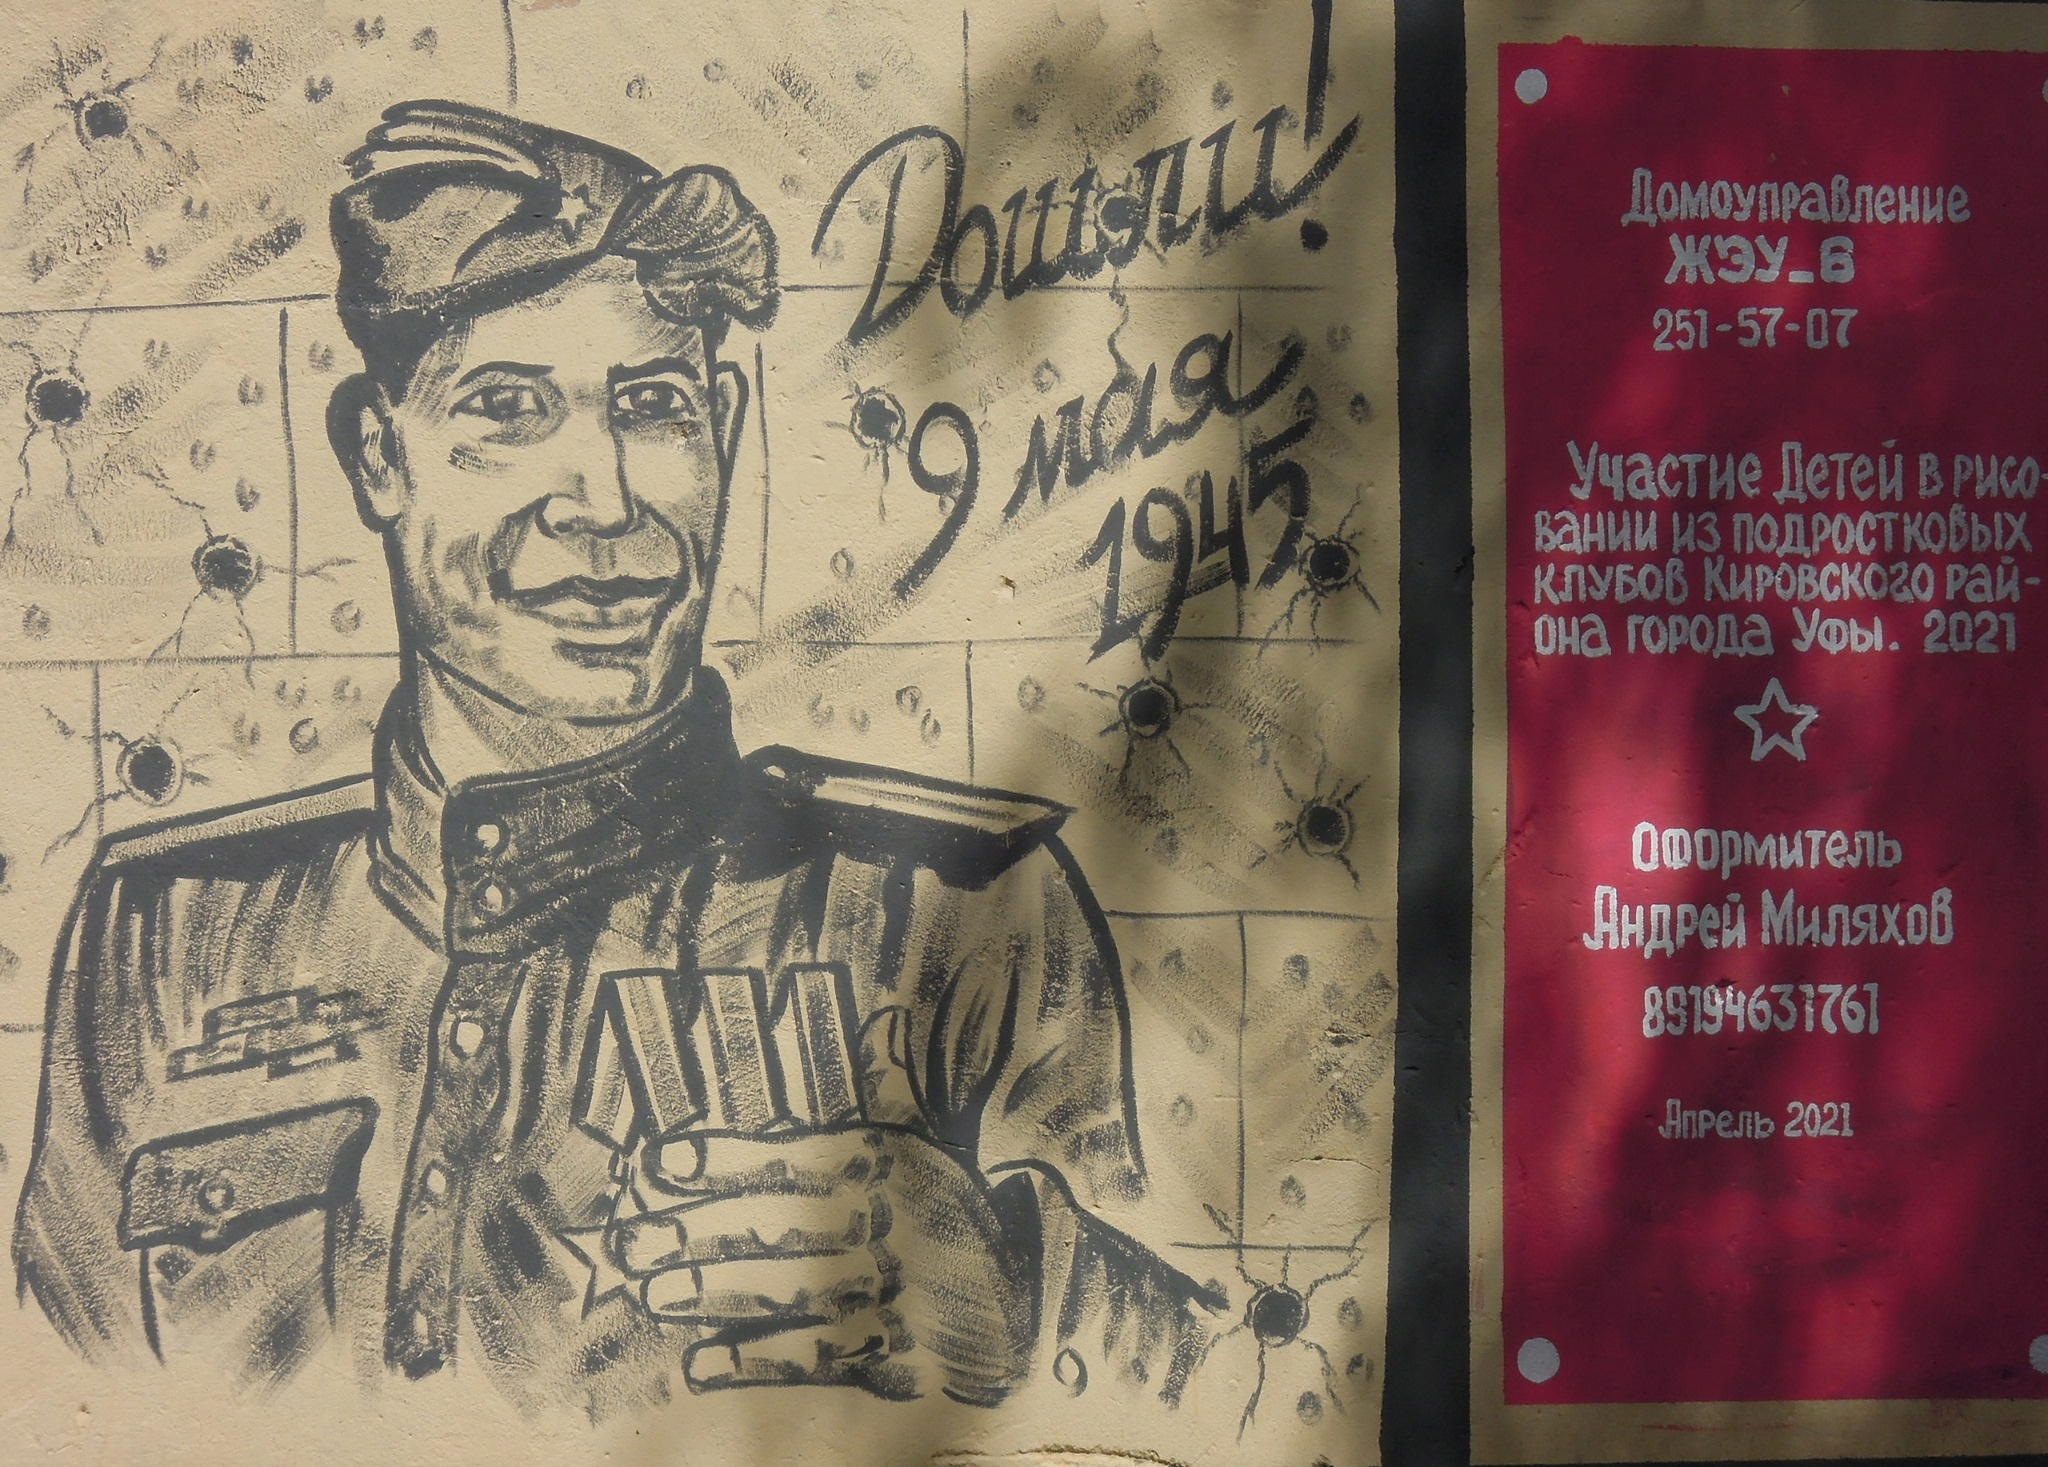 Дошли!
9 мая
1945
Домоуправление
ЖЭУ_6
251-57-07
Участие Детей в рисо-
вании из подростковых
клубов Кировского рай-
она города Уфы. 2021
Оформитель
Андрей Миляхов
89194631761
Апрель 2021